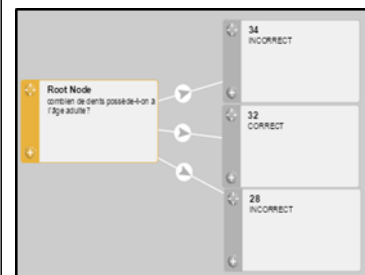 Root Node
combien de dents possède-t-on à
l'âge adulte?
34
INCORRECT
32
CORRECT
28
INCORRECT